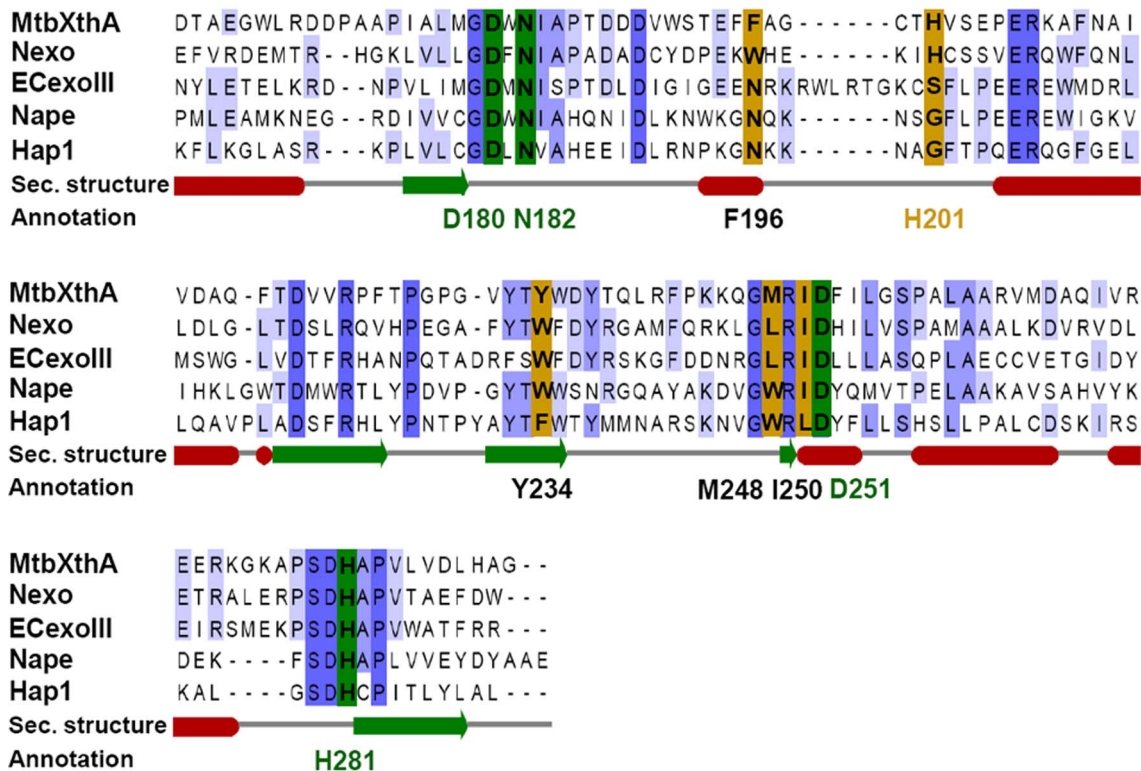 MtbXthA DTAEGWLRDDPAAPIALMGDWNIAPTDDDVWSTEFFAG------CTHVSEPERKAFNAI
Nexo EFVRDEMTR--HGKLVLLGDFNIAPADADCYDPEKWHE------KIHCSSVERQWFQNL
ECexoIII NYLETELKRD--NPVLIMGDMNISPTDLDIGIGEENRKRWLRTGKCSFLPEEREWMDRL
Nape PMLEAMKNEG--RDIVVCGDWNIAHQNIDLKNWKGNQK------NSGFLPEEREWIGKV
Hap1 KFLKGLASR---KPLVLCGDLNVAHEEIDLRNPKGNKK------NAGFTPQERQGFGEL
Sec. structure
Annotation D180 N182 F196 H201
MtbXthA VDAQ-FTDVVRPFTPGPG-VYTYWDYTQLRFPKKQGMRIDFILGSPALAARVMDAQIVR
Nexo LDLG-LTDSLRQVHPEGA-FYTWFDYRGAMFQRKLGLRIDHILVSPAMAAALKDVRVDL
ECexoIII MSWG-LVDTFRHANPQTADRFSWFDYRSKGFDDNRGLRIDLLLASQPLAECCVETGIDY
Nape IHKLGWTDMWRTLYPDVP-GYTWWSNRGQAYAKDVGWRIDYQMVTPELAAKAVSAHVYK
Hap1 LQAVPLADSFRHLYPNTPYAYTFWTYMMNARSKNVGWRLDYFLLSHSLLPALCDSKIRS
Sec. structure
Annotation Y234 M248 I250 D251
MtbXthA EERKGKAPSDHAPVLVDLHAG--
Nexo ETRALERPSDHAPVTAEFDW---
ECexoIII EIRSMEKPSDHAPVWATFRR---
Nape DEK----FSDHAPLVVEYDYAAE
Hap1 KAL----GSDHCPITLYLAL---
Sec. structure
Annotation H281